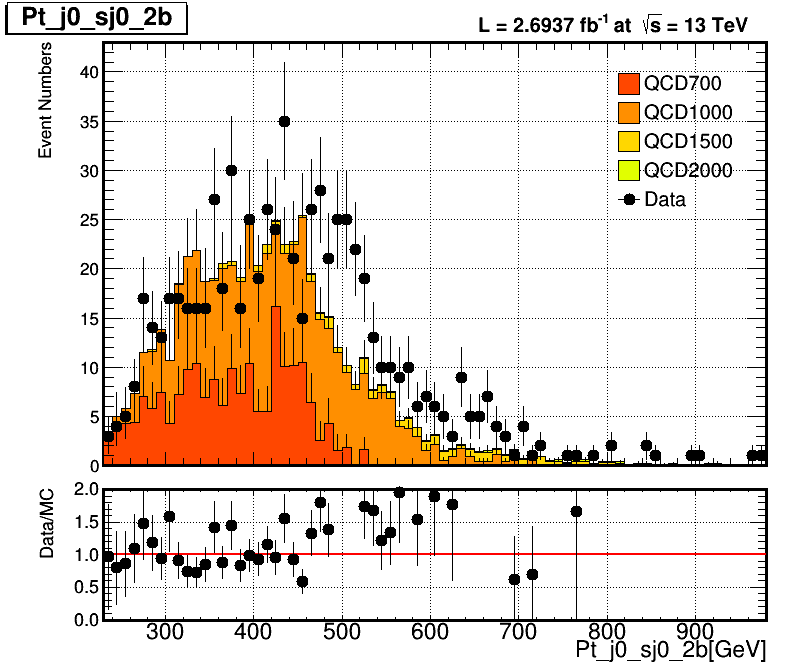 Pt_j0_sj0_2b
L = 2.6937 fb⁻¹ at √s = 13 TeV
Event Numbers
40
35
30
25
20
15
10
5
0
QCD700
QCD1000
QCD1500
QCD2000
Data
Data/MC
2.0
1.5
1.0
0.5
0.0
300 400 500 600 700 800 900
Pt_j0_sj0_2b[GeV]